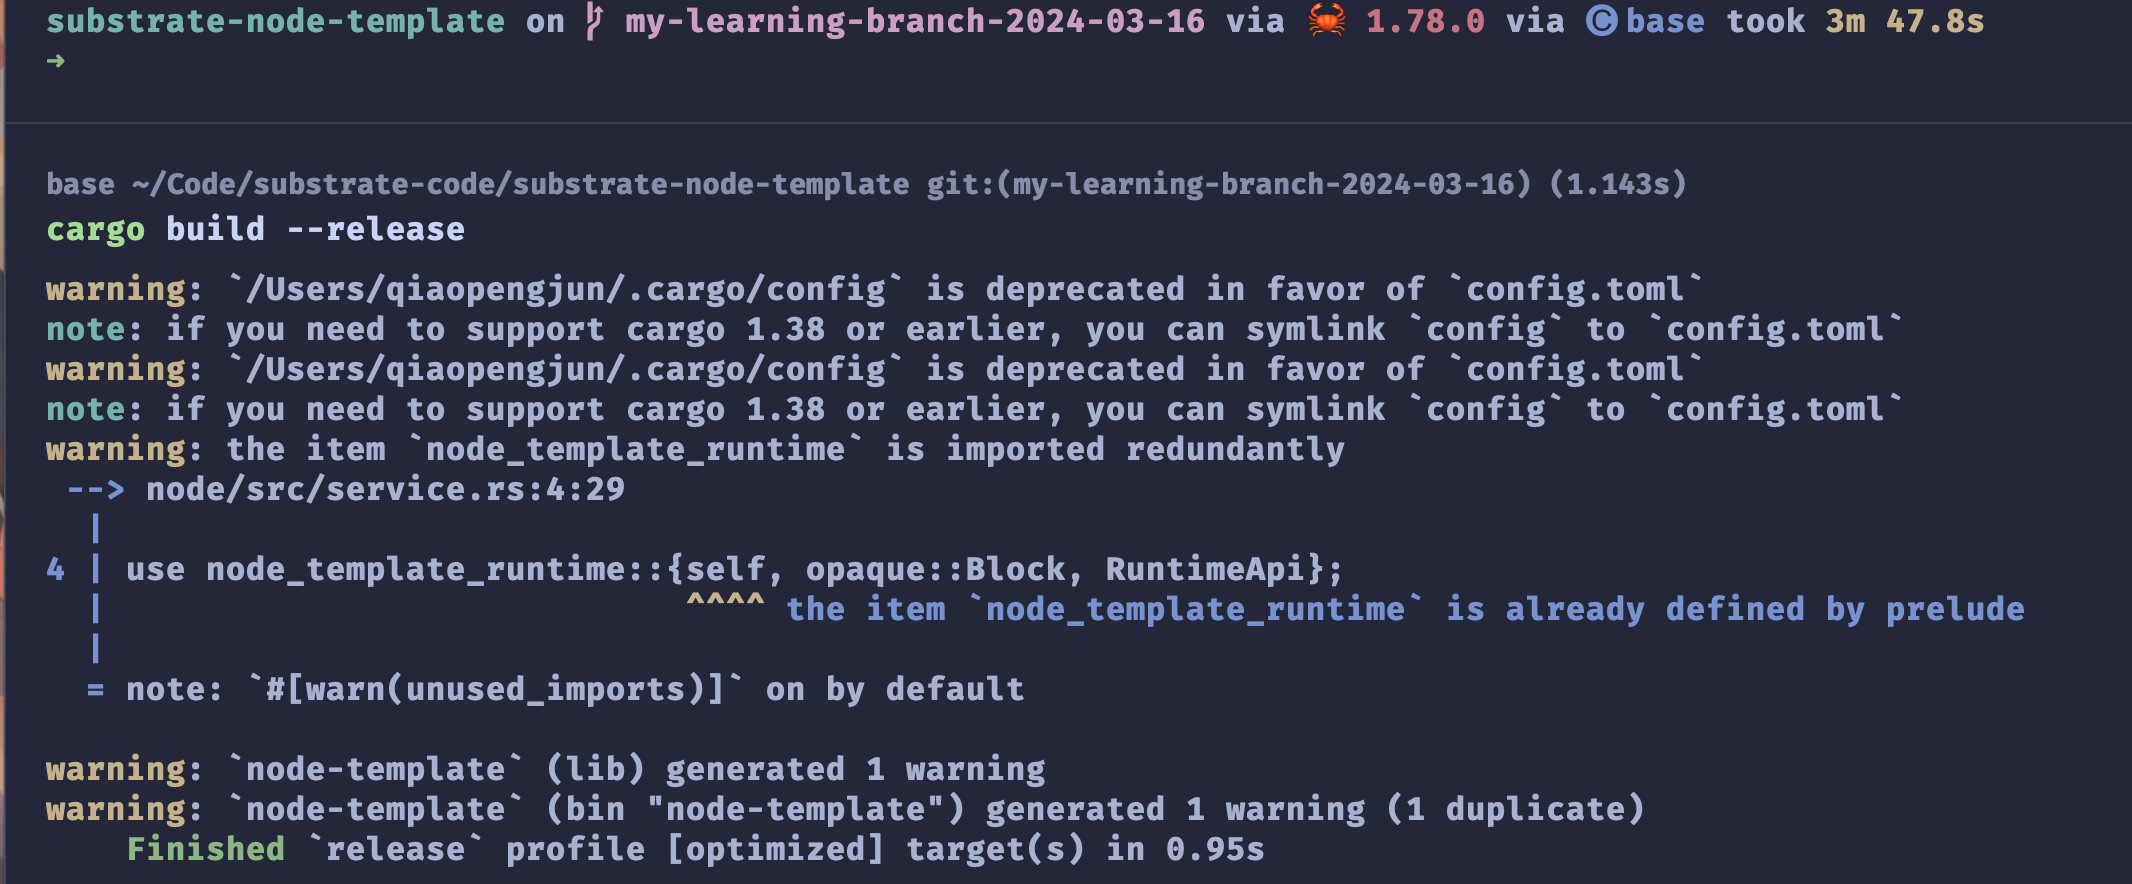 substrate-node-template on my-learning-branch-2024-03-16 via 🦀 1.78.0 via Ⓒ base took 3m 47.8s
➜
base ~/Code/substrate-code/substrate-node-template git:(my-learning-branch-2024-03-16) (1.143s)
cargo build --release
warning: `/Users/qiaopengjun/.cargo/config` is deprecated in favor of `config.toml`
note: if you need to support cargo 1.38 or earlier, you can symlink `config` to `config.toml`
warning: `/Users/qiaopengjun/.cargo/config` is deprecated in favor of `config.toml`
note: if you need to support cargo 1.38 or earlier, you can symlink `config` to `config.toml`
warning: the item `node_template_runtime` is imported redundantly
 --> node/src/service.rs:4:29
  |
4 | use node_template_runtime::{self, opaque::Block, RuntimeApi};
  |                             ^^^^ the item `node_template_runtime` is already defined by prelude
  |
  = note: `#[warn(unused_imports)]` on by default
warning: `node-template` (lib) generated 1 warning
warning: `node-template` (bin "node-template") generated 1 warning (1 duplicate)
    Finished `release` profile [optimized] target(s) in 0.95s